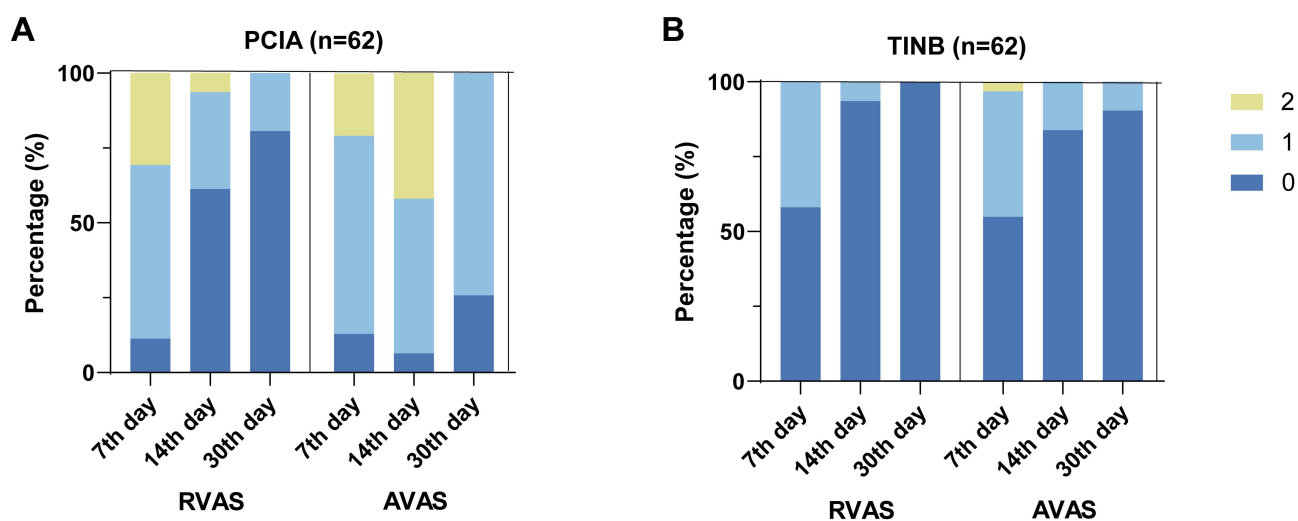 A
PCIA (n=62)
Percentage (%)
100
50
0
7th day
14th day
30th day
7th day
14th day
30th day
RVAS
AVAS
B
TINB (n=62)
Percentage (%)
100
50
0
7th day
14th day
30th day
7th day
14th day
30th day
RVAS
AVAS
2
1
0